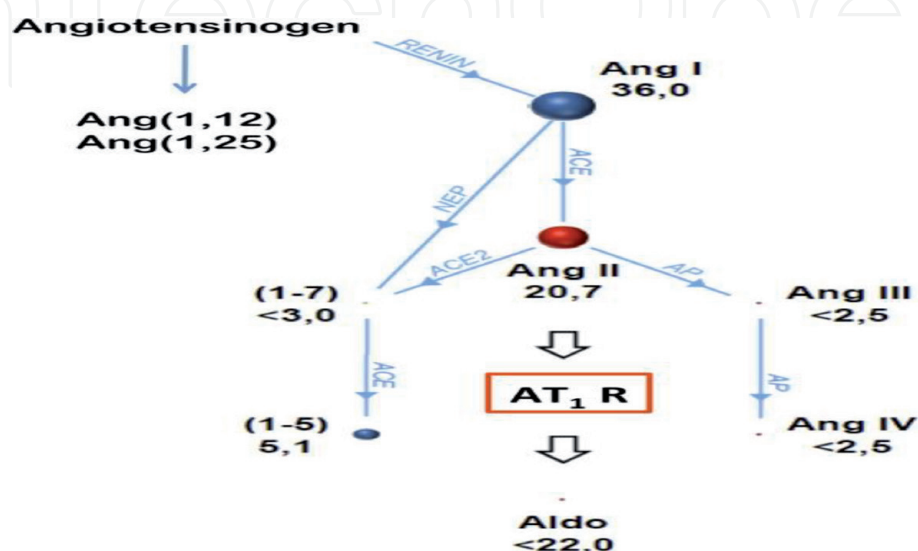 Angiotensinogen
RENIN
Ang I
36,0
Ang(1,12)
Ang(1,25)
ACE
NEP
ACE2
Ang II
20,7
AP
(1-7)
<3,0
Ang III
<2,5
ACE
AT₁ R
AP
(1-5)
5,1
Ang IV
<2,5
Aldo
<22,0